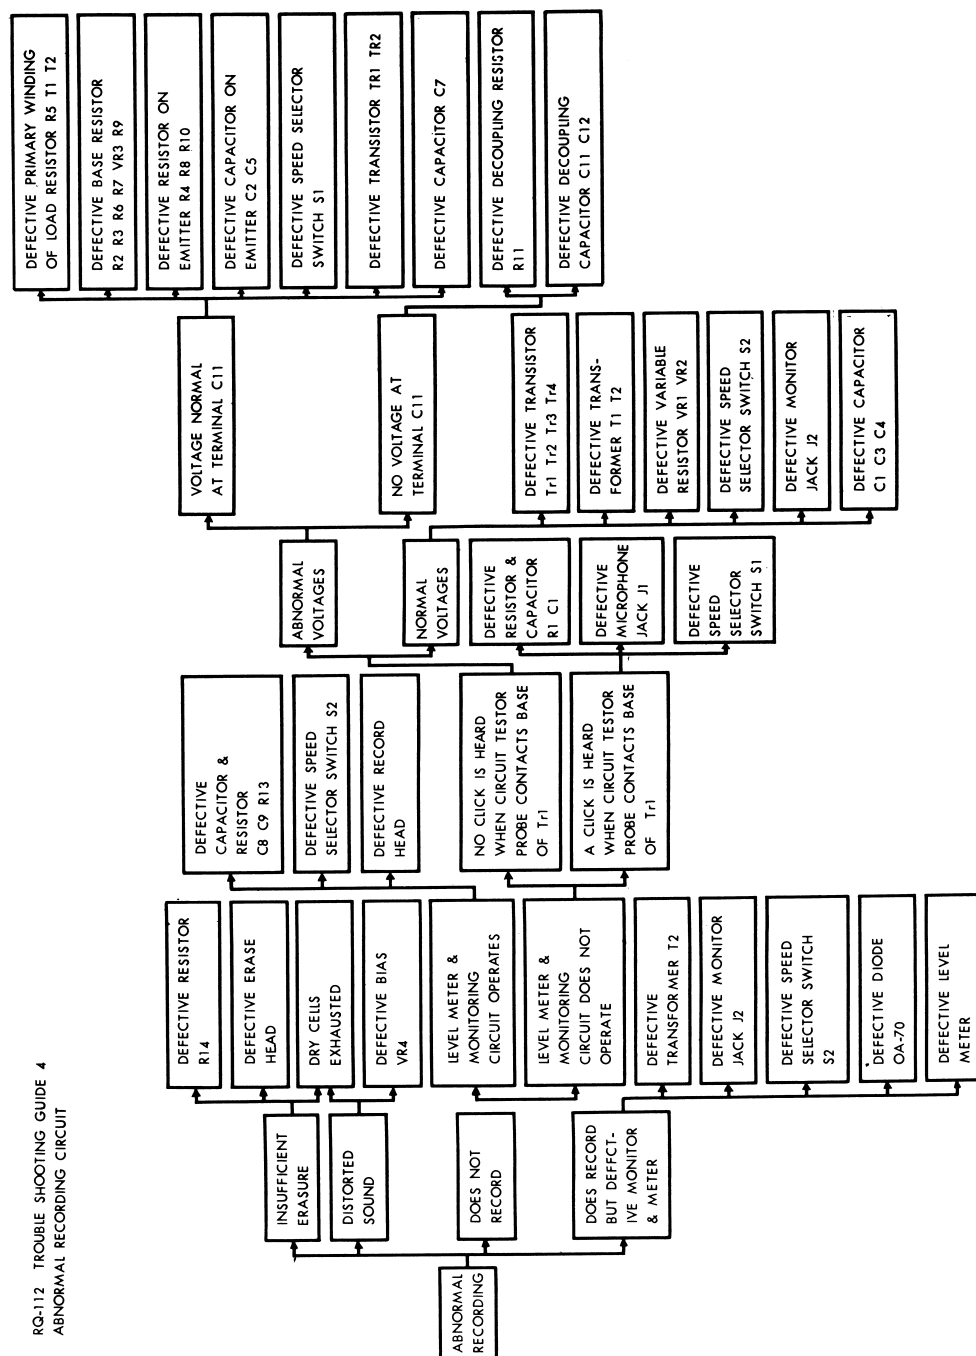 RQ-112 TROUBLE SHOOTING GUIDE 4
ABNORMAL RECORDING CIRCUIT
ABNORMAL
RECORDING
INSUFFICIENT
ERASURE
DISTORTED
SOUND
DOES NOT
RECORD
DOES RECORD
BUT DEFFCT-
IVE MONITOR
& METER
DEFECTIVE RESISTOR
R14
DEFECTIVE ERASE
HEAD
DRY CELLS
EXHAUSTED
DEFECTIVE BIAS
VR4
LEVEL METER &
MONITORING
CIRCUIT OPERATES
LEVEL METER &
MONITORING
CIRCUIT DOES NOT
OPERATE
DEFECTIVE
TRANSFORMER T2
DEFECTIVE MONITOR
JACK J2
DEFECTIVE SPEED
SELECTOR SWITCH
S2
DEFECTIVE DIODE
OA-70
DEFECTIVE LEVEL
METER
DEFECTIVE
CAPACITOR &
RESISTOR
C8 C9 R13
DEFECTIVE SPEED
SELECTOR SWITCH S2
DEFECTIVE RECORD
HEAD
NO CLICK IS HEARD
WHEN CIRCUIT TESTOR
PROBE CONTACTS BASE
OF Tr1
A CLICK IS HEARD
WHEN CIRCUIT TESTOR
PROBE CONTACTS BASE
OF Tr1
ABNORMAL
VOLTAGES
NORMAL
VOLTAGES
DEFECTIVE
RESISTOR &
CAPACITOR
R1 C1
DEFECTIVE
MICROPHONE
JACK J1
DEFECTIVE
SPEED
SELECTOR
SWITCH S1
VOLTAGE NORMAL
AT TERMINAL C11
NO VOLTAGE AT
TERMINAL C11
DEFECTIVE TRANSISTOR
Tr1 Tr2 Tr3 Tr4
DEFECTIVE TRANS-
FORMER T1 T2
DEFECTIVE VARIABLE
RESISTOR VR1 VR2
DEFECTIVE SPEED
SELECTOR SWITCH S2
DEFECTIVE MONITOR
JACK J2
DEFECTIVE CAPACITOR
C1 C3 C4
DEFECTIVE PRIMARY WINDING
OF LOAD RESISTOR R5 T1 T2
DEFECTIVE BASE RESISTOR
R2 R3 R6 R7 VR3 R9
DEFECTIVE RESISTOR ON
EMITTER R4 R8 R10
DEFECTIVE CAPACITOR ON
EMITTER C2 C5
DEFECTIVE SPEED SELECTOR
SWITCH S1
DEFECTIVE TRANSISTOR TR1 TR2
DEFECTIVE CAPACITOR C7
DEFECTIVE DECOUPLING RESISTOR
R11
DEFECTIVE DECOUPLING
CAPACITOR C11 C12